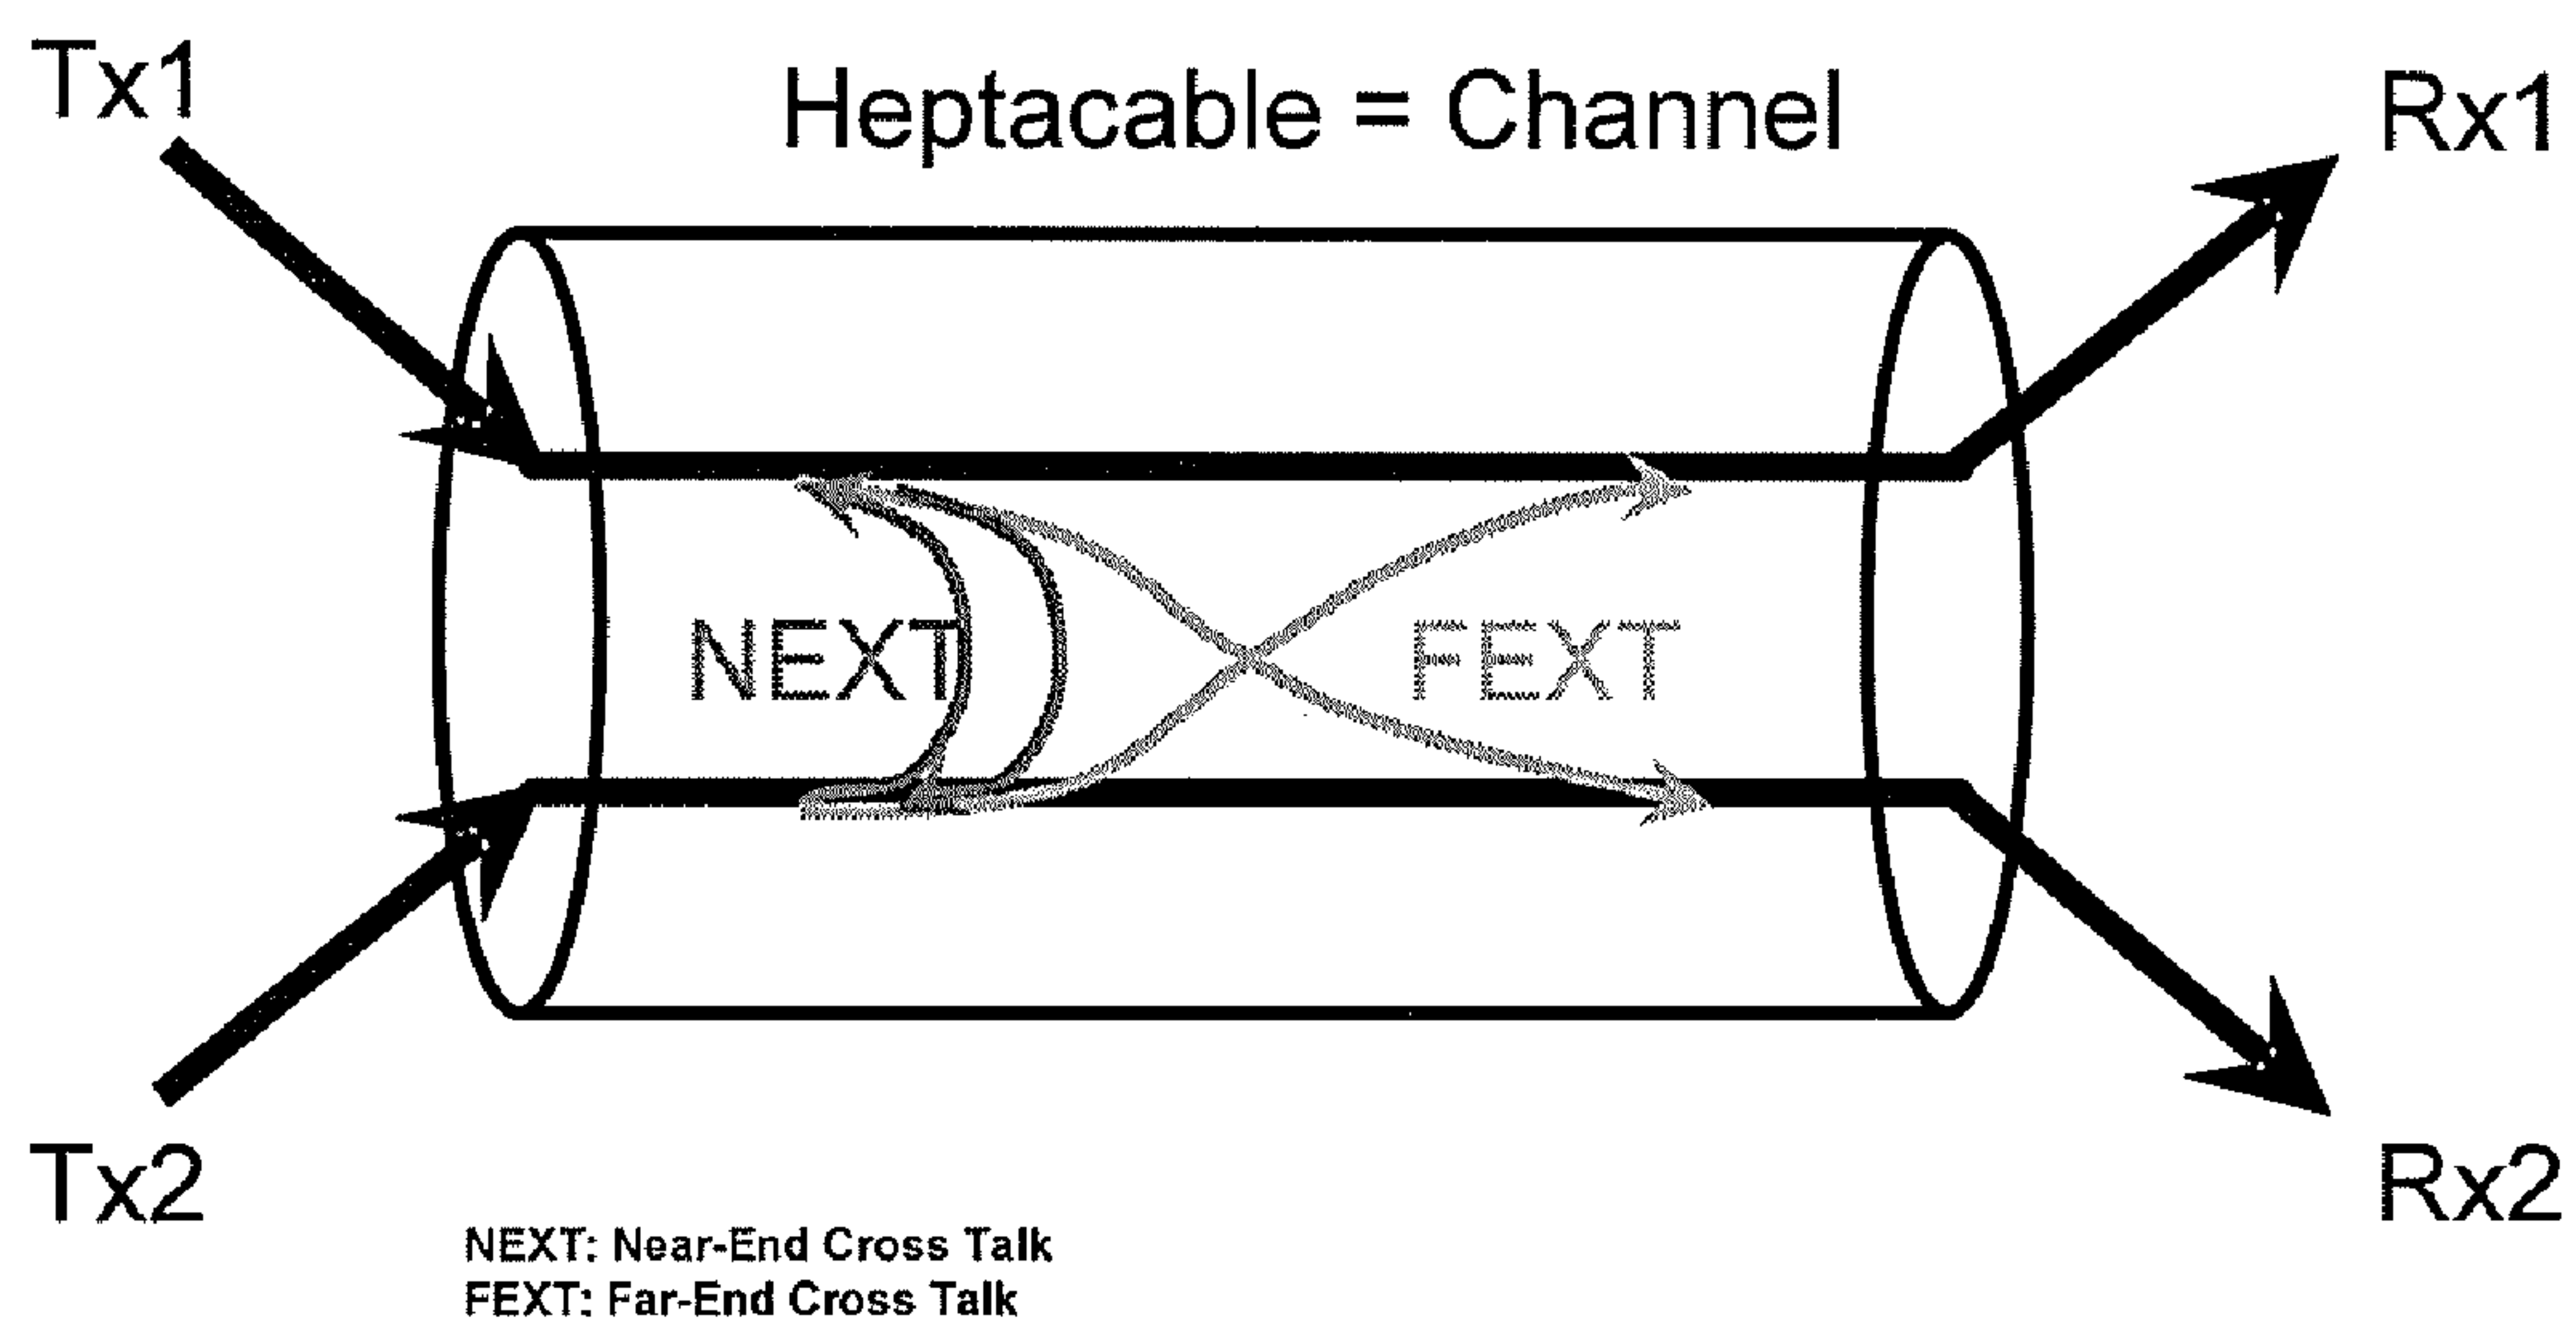 Tx1
Heptacable = Channel
Rx1
NEXT
FEXT
Tx2
Rx2
NEXT: Near-End Cross Talk
FEXT: Far-End Cross Talk